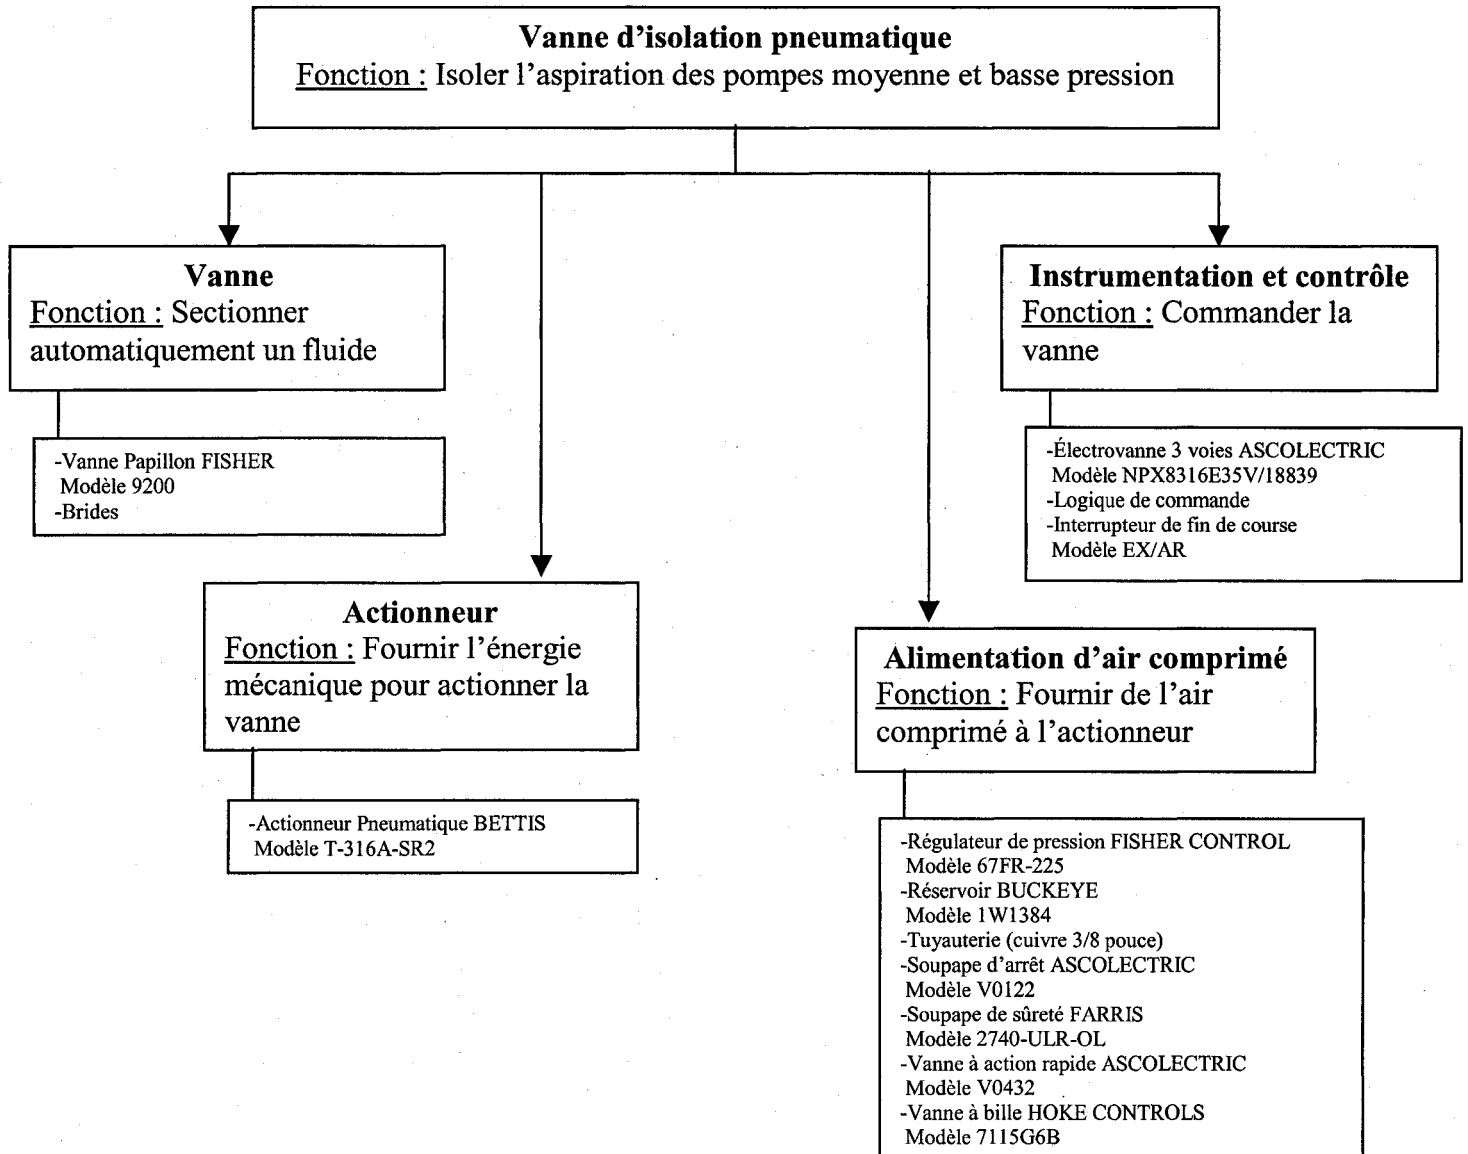 Vanne d'isolation pneumatique
Fonction : Isoler l'aspiration des pompes moyenne et basse pression
Vanne
Fonction : Sectionner
automatiquement un fluide
-Vanne Papillon FISHER
Modèle 9200
-Brides
Instrumentation et contrôle
Fonction : Commander la
vanne
-Électrovanne 3 voies ASCOLECTRIC
Modèle NPX8316E35V/18839
-Logique de commande
-Interrupteur de fin de course
Modèle EX/AR
Actionneur
Fonction : Fournir l'énergie
mécanique pour actionner la
vanne
-Actionneur Pneumatique BETTIS
Modèle T-316A-SR2
Alimentation d'air comprimé
Fonction : Fournir de l'air
comprimé à l'actionneur
-Régulateur de pression FISHER CONTROL
Modèle 67FR-225
-Réservoir BUCKEYE
Modèle 1W1384
-Tuyauterie (cuivre 3/8 pouce)
-Soupape d'arrêt ASCOLECTRIC
Modèle V0122
-Soupape de sûreté FARRIS
Modèle 2740-ULR-OL
-Vanne à action rapide ASCOLECTRIC
Modèle V0432
-Vanne à bille HOKE CONTROLS
Modèle 7115G6B